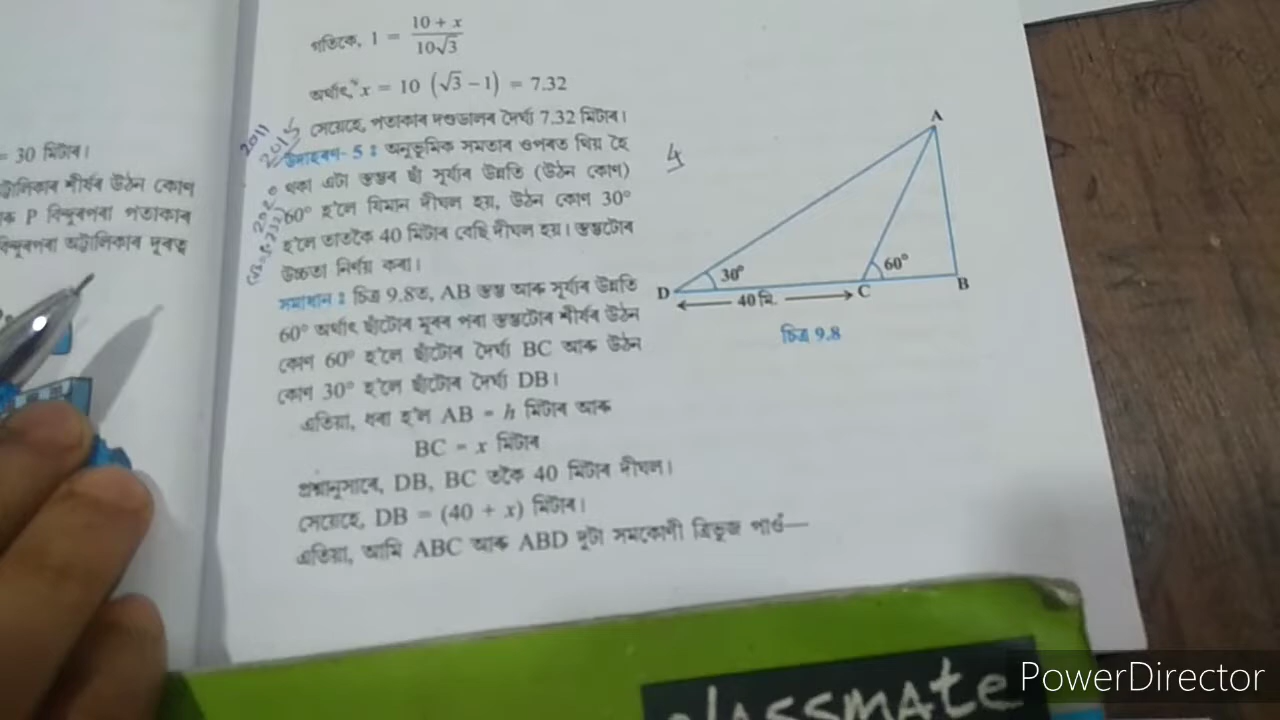 = 30 মিটাৰ।
ট্টালিকাৰ শীৰ্ষৰ উঠন কোণ
ৰু P বিন্দুৰপৰা পতাকাৰ
বিন্দুৰপৰা অট্টালিকাৰ দূৰত্ব
গতিকে, 1 = \frac{10 + x}{10√3}
অৰ্থাৎ, x = 10 (√3 – 1) = 7.32
সেয়েহে, পতাকাৰ দণ্ডডালৰ দৈৰ্ঘ্য 7.32 মিটাৰ।
2011
2015
উদাহৰণ- 5 : অনুভূমিক সমতাৰ ওপৰত থিয় হৈ
থকা এটা স্তম্ভৰ ছাঁ সূৰ্যৰ উন্নতি (উঠন কোণ)
60° হ'লে যিমান দীঘল হয়, উঠন কোণ 30°
হ'লে তাতকৈ 40 মিটাৰ বেছি দীঘল হয়। স্তম্ভটোৰ
উচ্চতা নিৰ্ণয় কৰা।
4
সমাধান : চিত্ৰ 9.8ত, AB স্তম্ভ আৰু সূৰ্যৰ উন্নতি
60° অৰ্থাৎ ছাঁটোৰ মূৰৰ পৰা স্তম্ভটোৰ শীৰ্ষৰ উঠন
কোণ 60° হ'লে ছাঁটোৰ দৈৰ্ঘ্য BC আৰু উঠন
কোণ 30° হ'লে ছাঁটোৰ দৈৰ্ঘ্য DB।
এতিয়া, ধৰা হ'ল AB = h মিটাৰ আৰু
BC = x মিটাৰ
প্ৰশ্নানুসাৰে, DB, BC তকৈ 40 মিটাৰ দীঘল।
সেয়েহে, DB = (40 + x) মিটাৰ।
এতিয়া, আমি ABC আৰু ABD দুটা সমকোণী ত্ৰিভুজ পাওঁ—
A
30°
60°
D
C
B
40 মি.
চিত্ৰ 9.8
classmate
PowerDirector